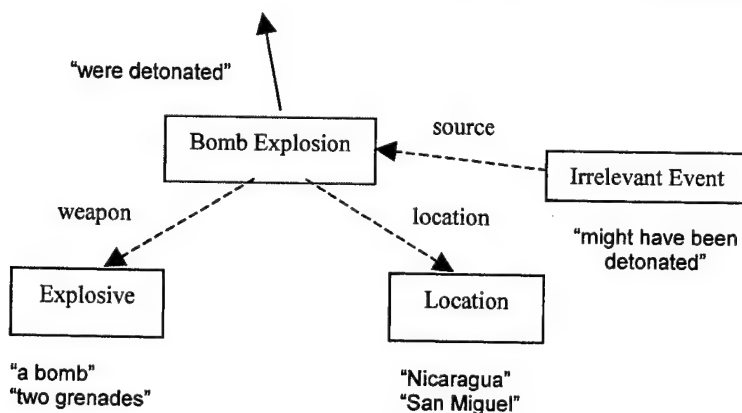 “were detonated”
Bomb Explosion
source
Irrelevant Event
“might have been
detonated”
weapon
location
Explosive
Location
“a bomb”
“two grenades”
“Nicaragua”
“San Miguel”